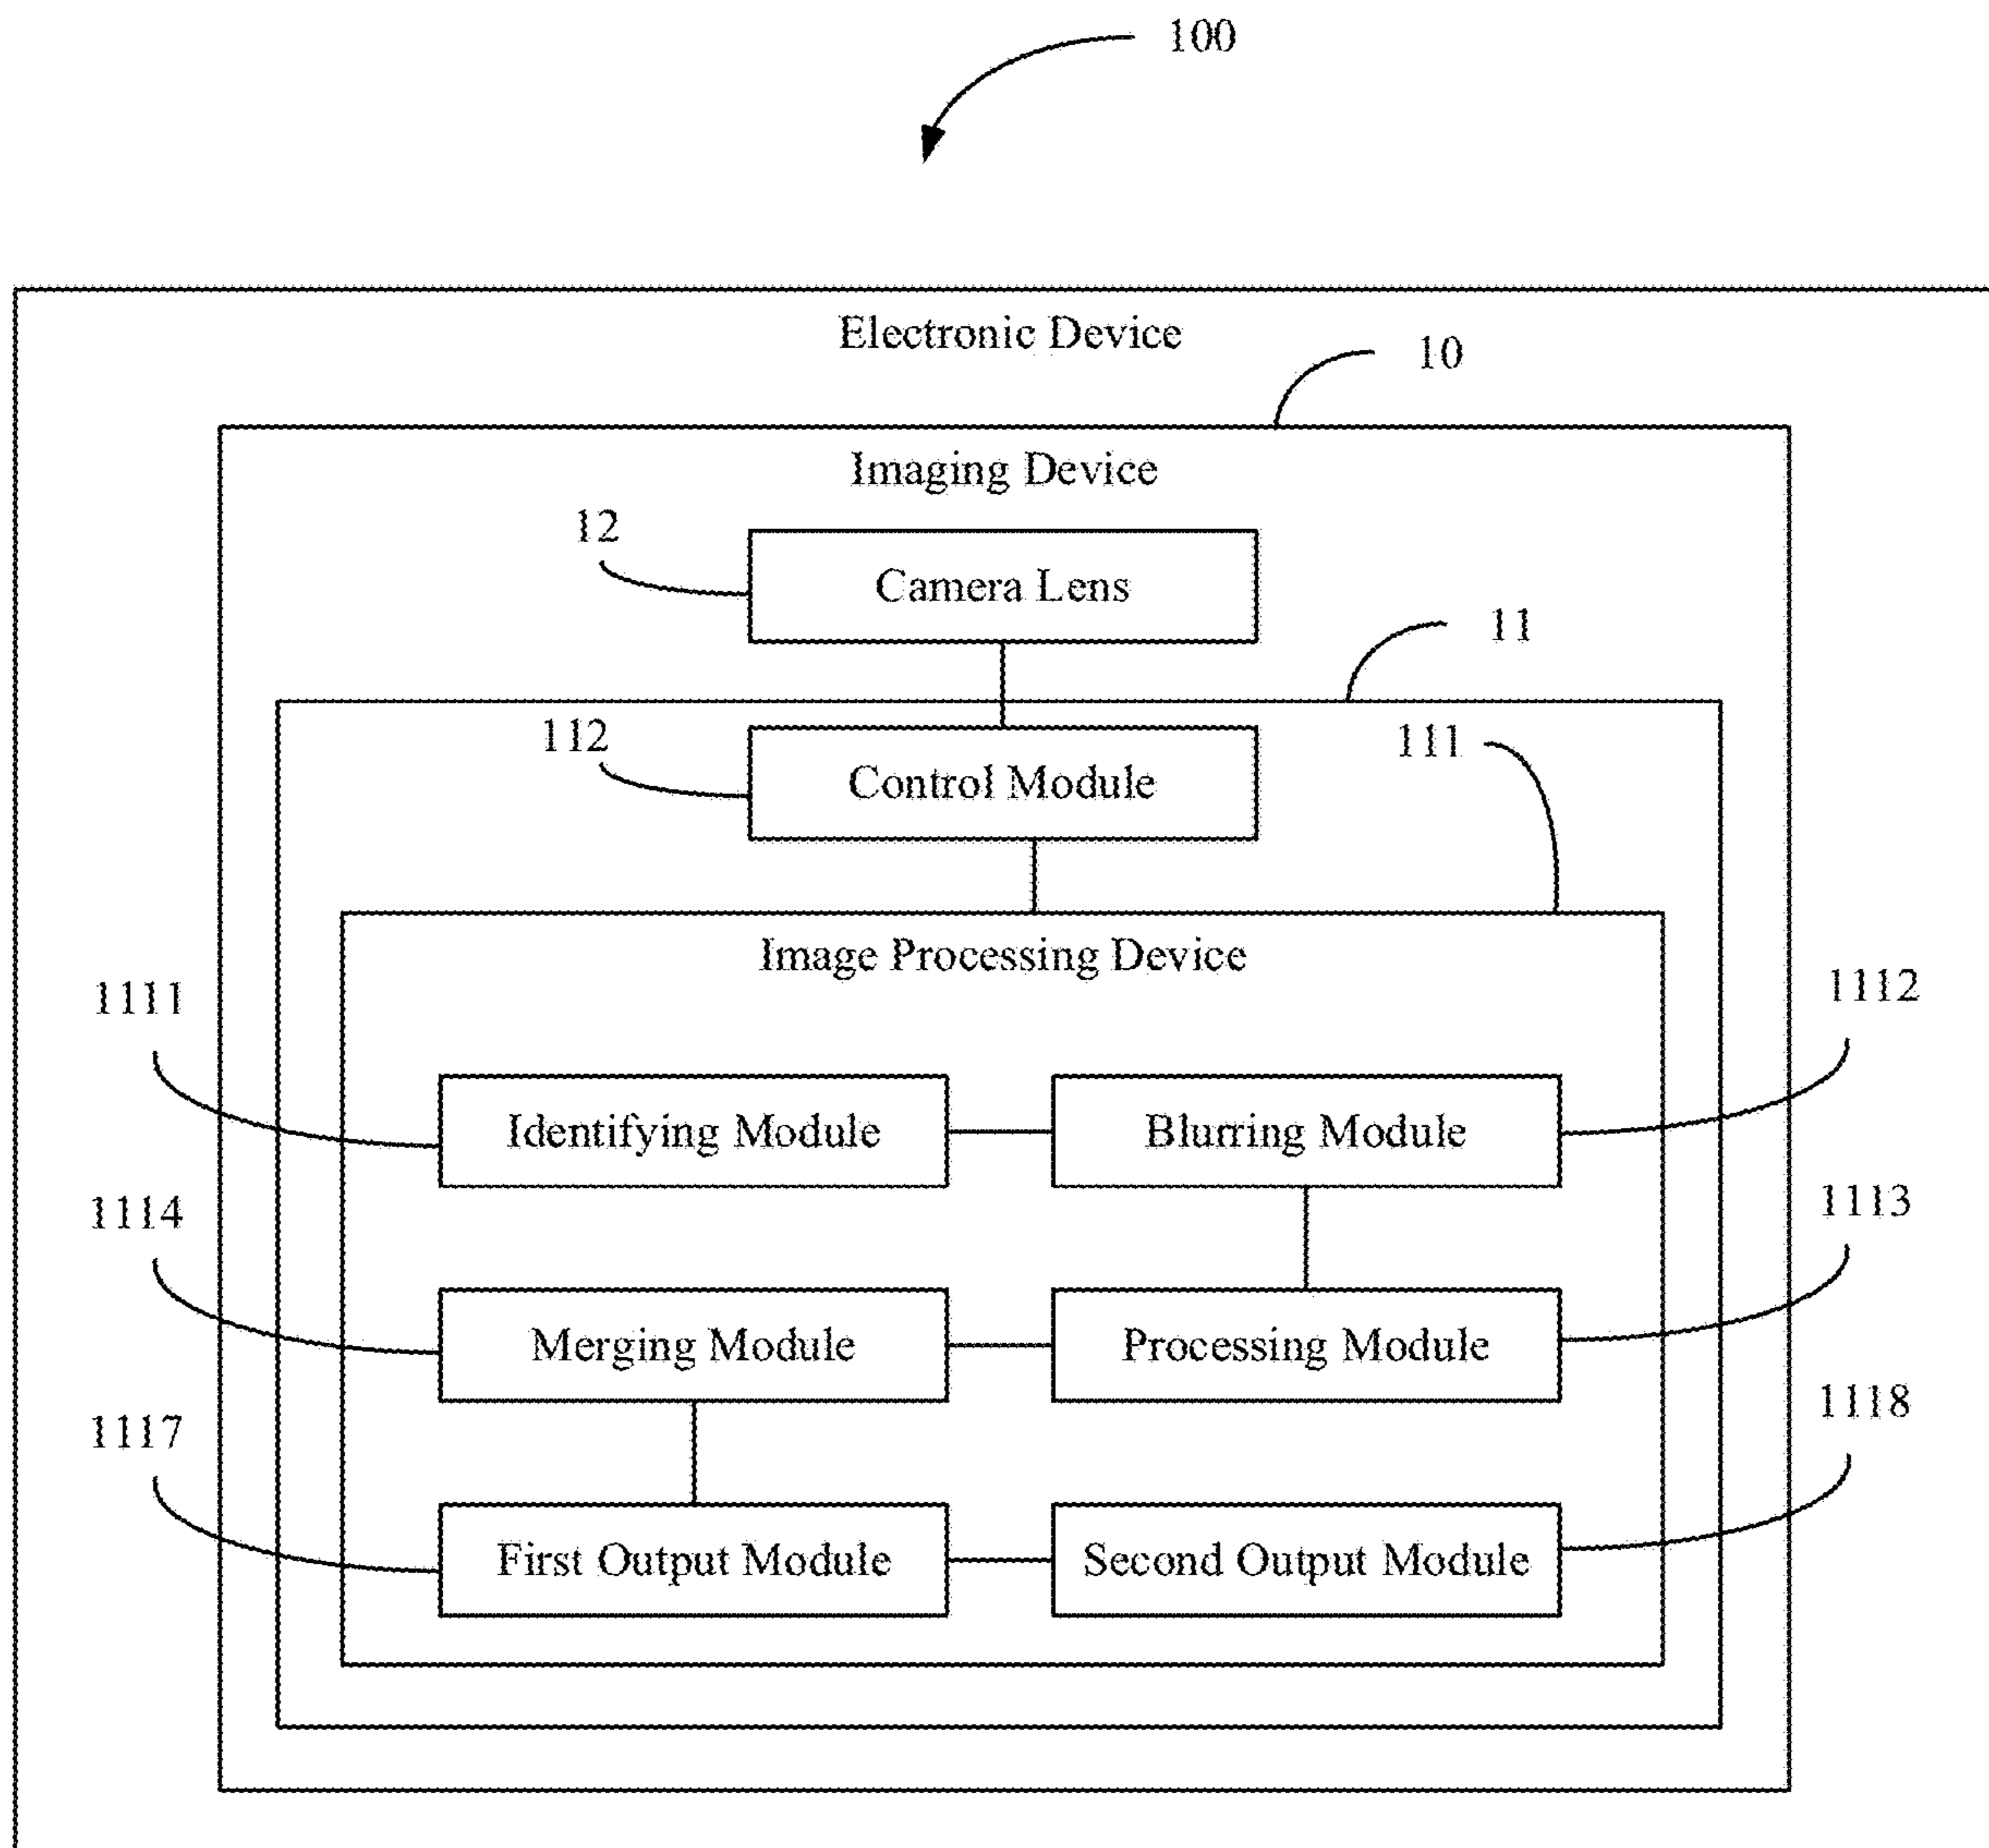 100
Electronic Device
10
Imaging Device
12
Camera Lens
11
112
Control Module
111
Image Processing Device
1111
1112
Identifying Module
Blurring Module
1114
1113
Merging Module
Processing Module
1117
1118
First Output Module
Second Output Module